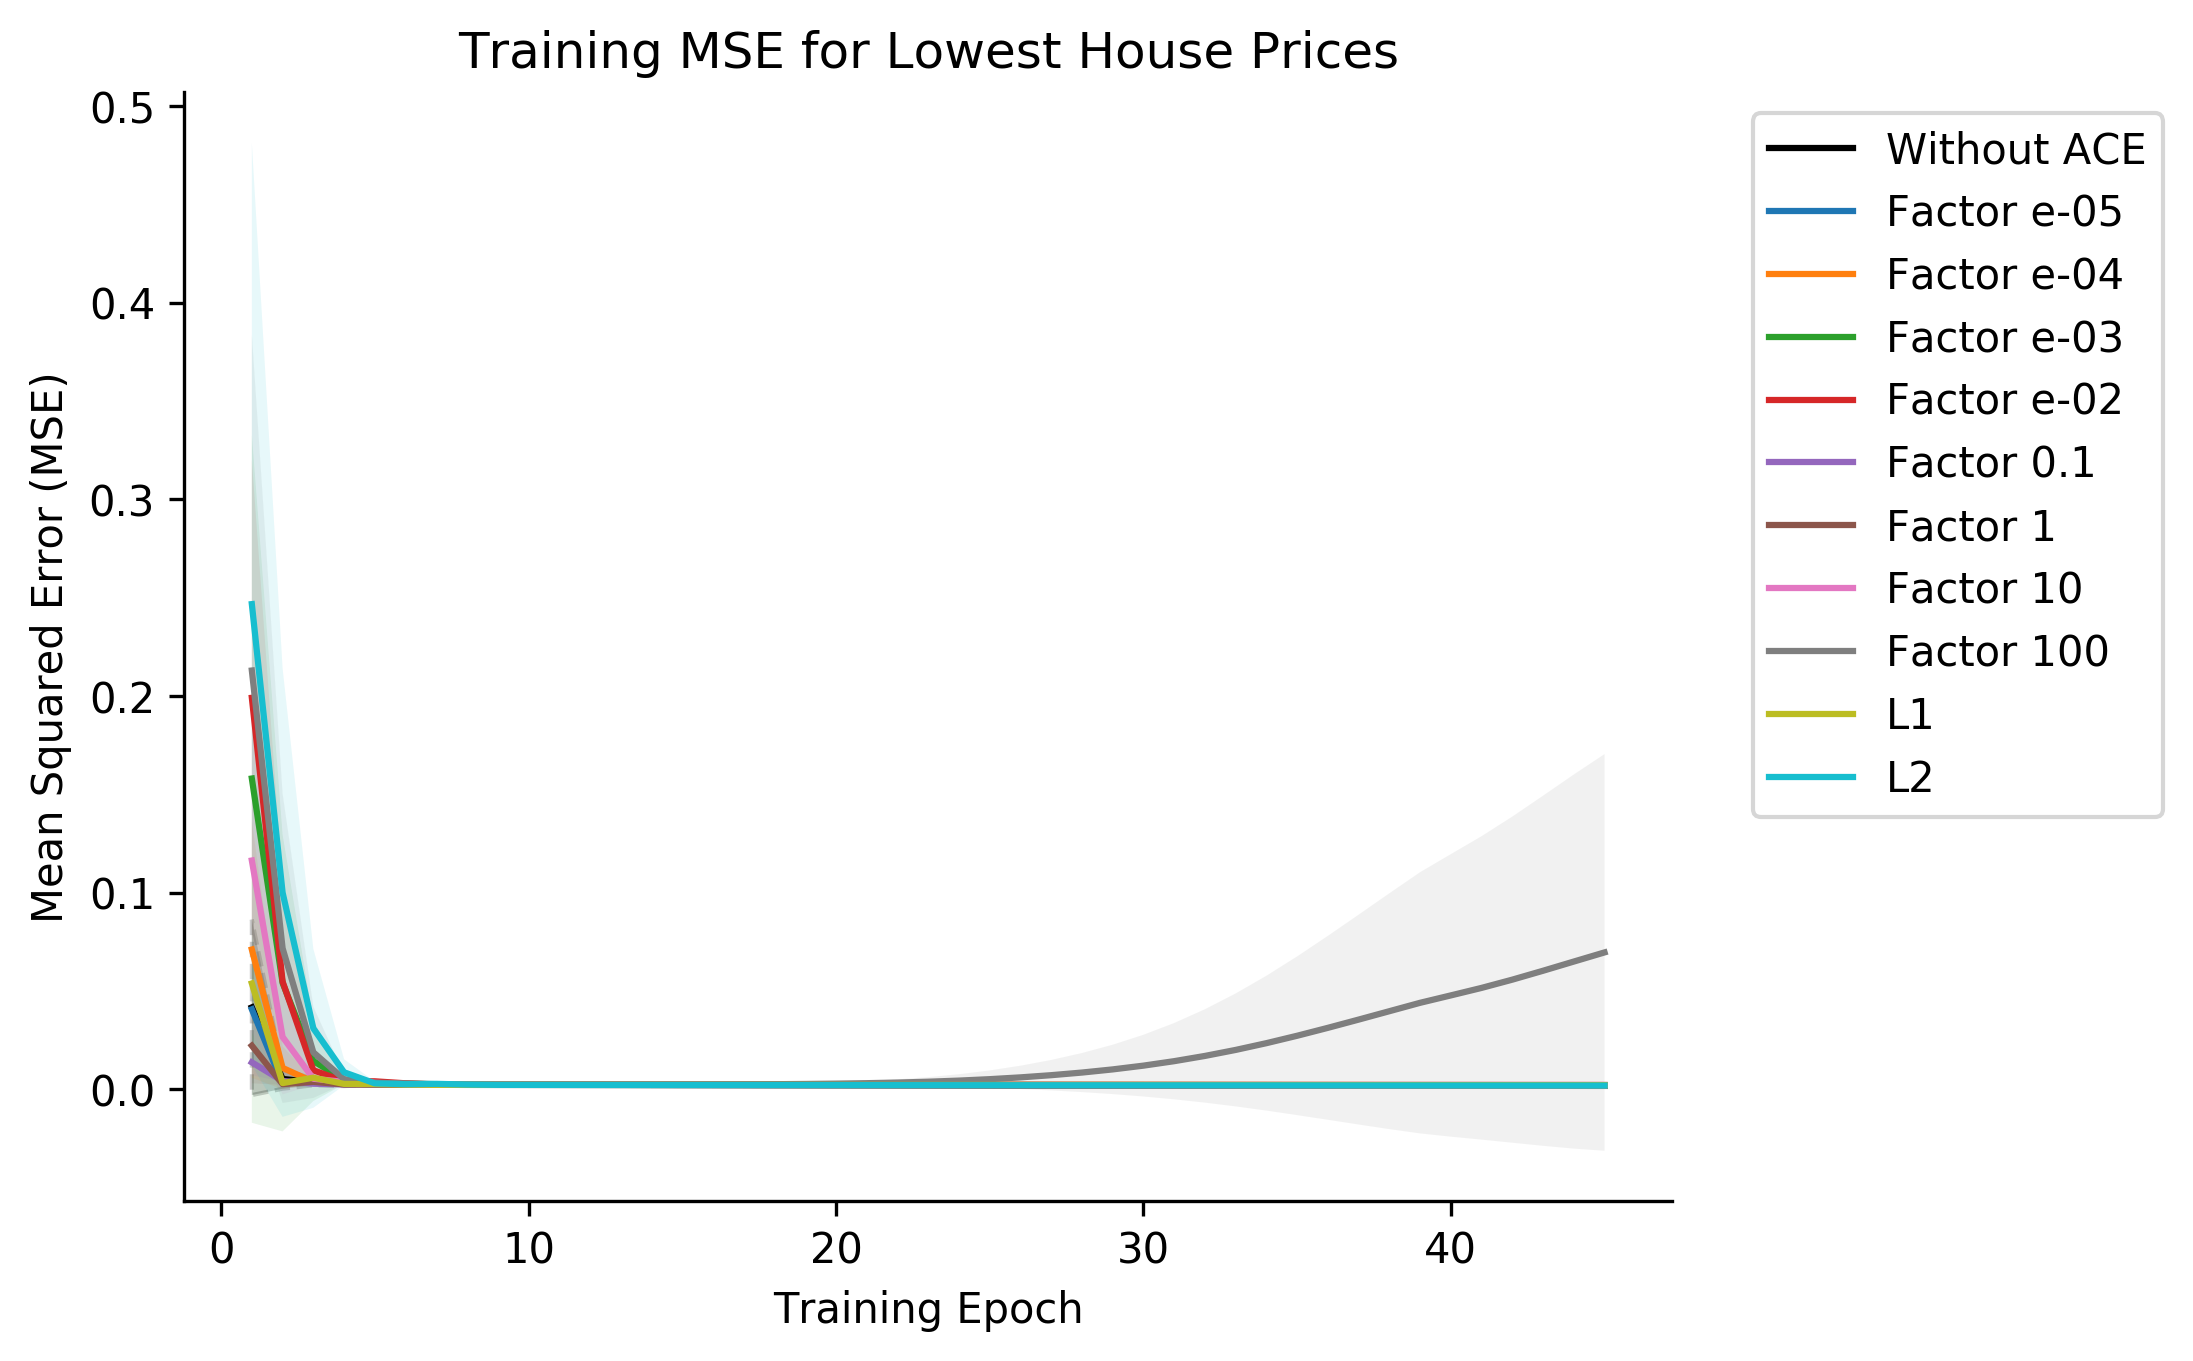 Training MSE for Lowest House Prices
0.5
0.4
0.3
0.2
0.1
0.0
Mean Squared Error (MSE)
0
10
20
30
40
Training Epoch
Without ACE
Factor e-05
Factor e-04
Factor e-03
Factor e-02
Factor 0.1
Factor 1
Factor 10
Factor 100
L1
L2